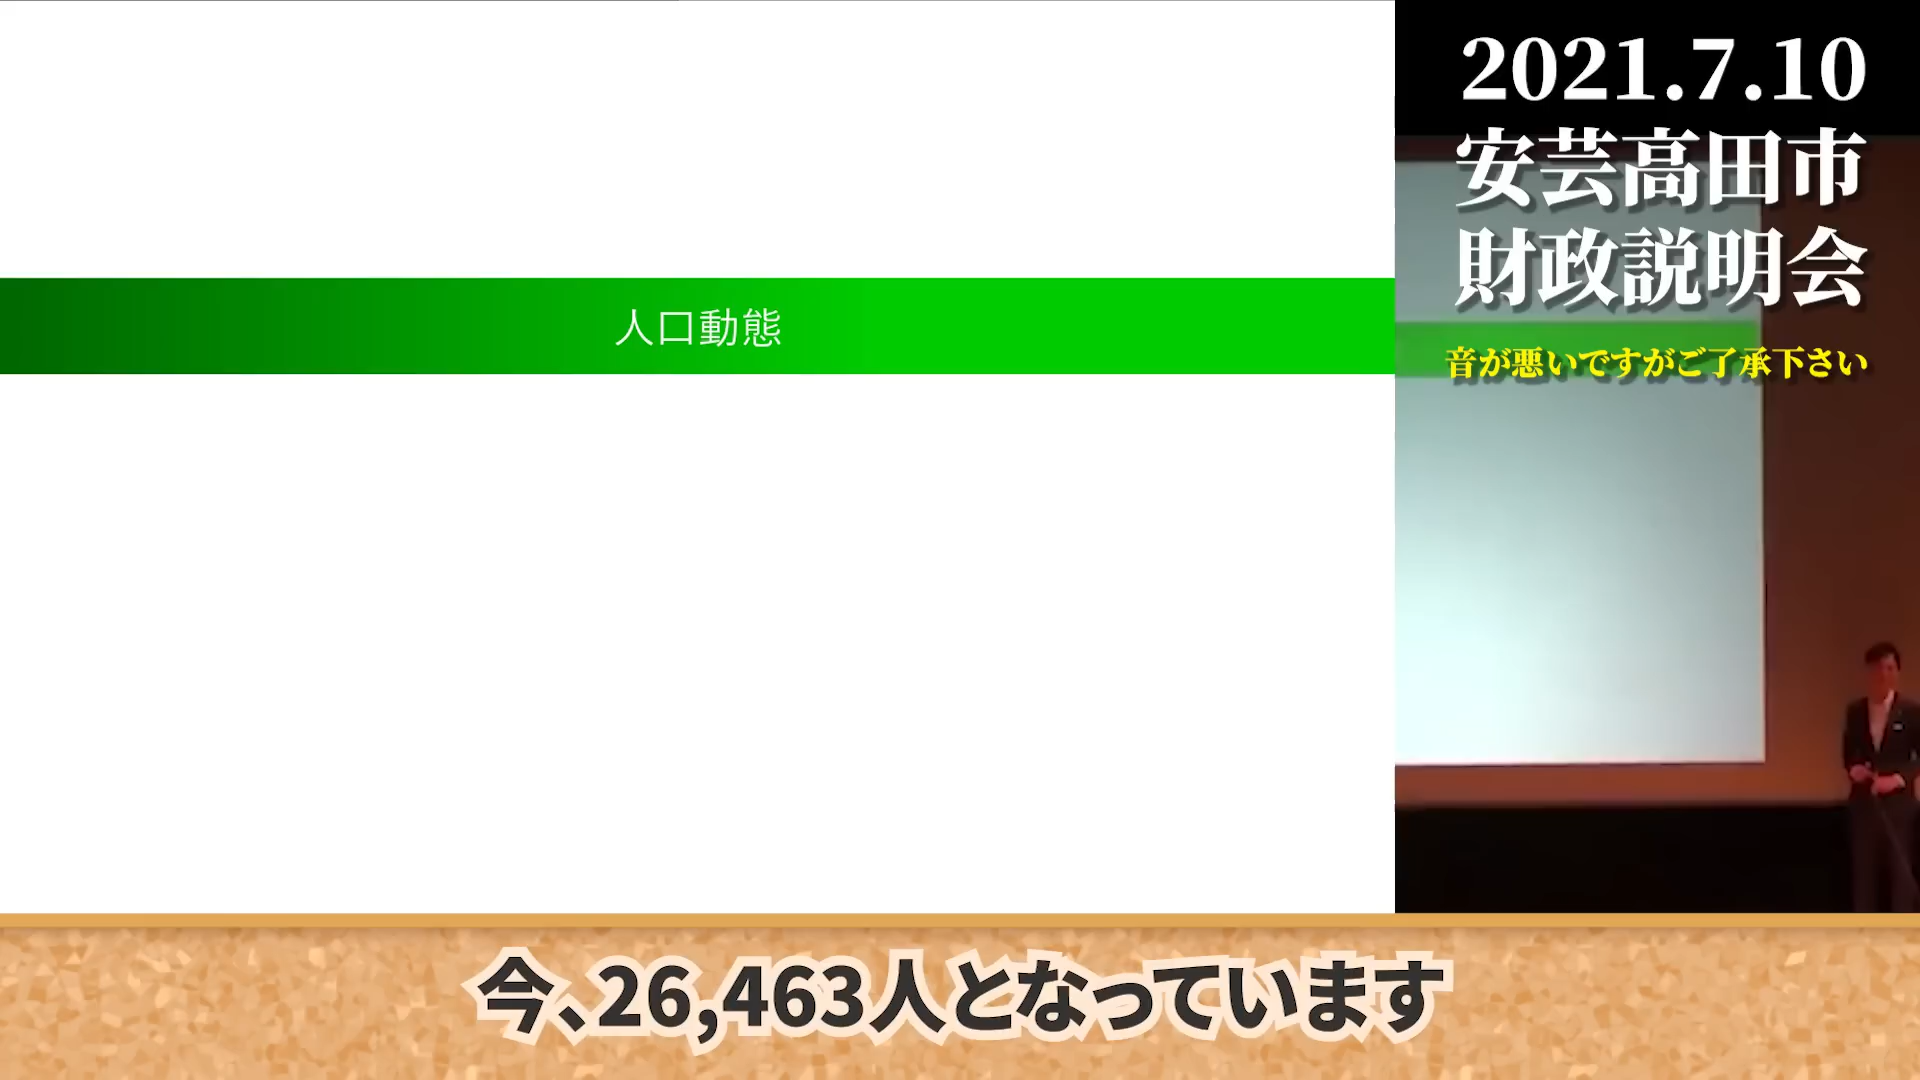 人口動態
2021.7.10
安芸高田市
財政説明会
音が悪いですがご了承下さい
今、26,463人となっています